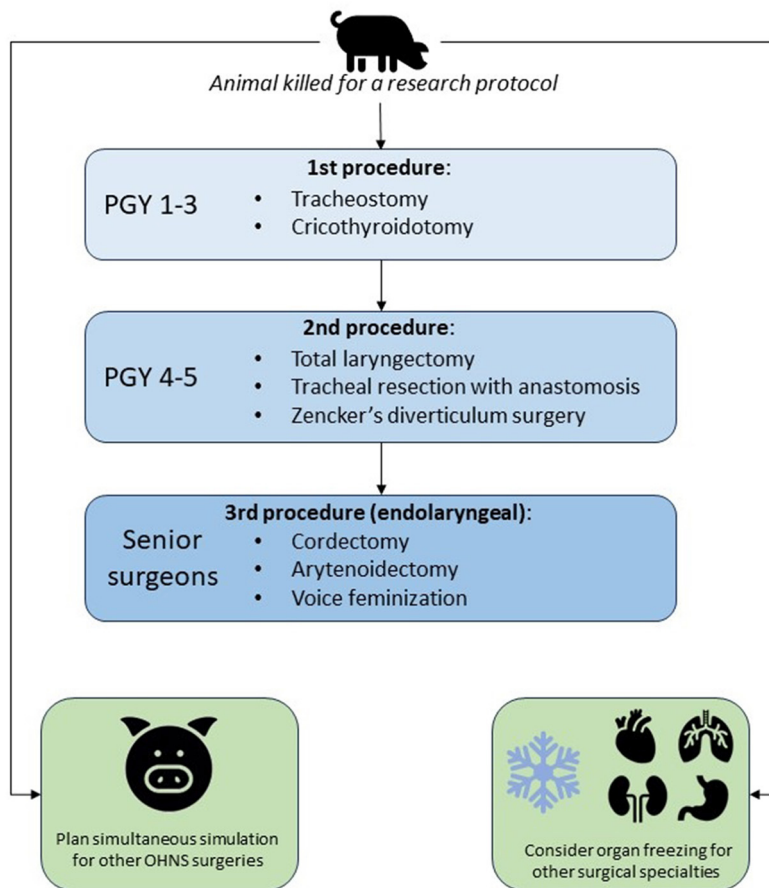 Animal killed for a research protocol
1st procedure:
PGY 1-3
• Tracheostomy
• Cricothyroidotomy
2nd procedure:
PGY 4-5
• Total laryngectomy
• Tracheal resection with anastomosis
• Zencker's diverticulum surgery
3rd procedure (endolaryngeal):
Senior
surgeons
• Cordectomy
• Arytenoidectomy
• Voice feminization
Plan simultaneous simulation
for other OHNS surgeries
Consider organ freezing for
other surgical specialties